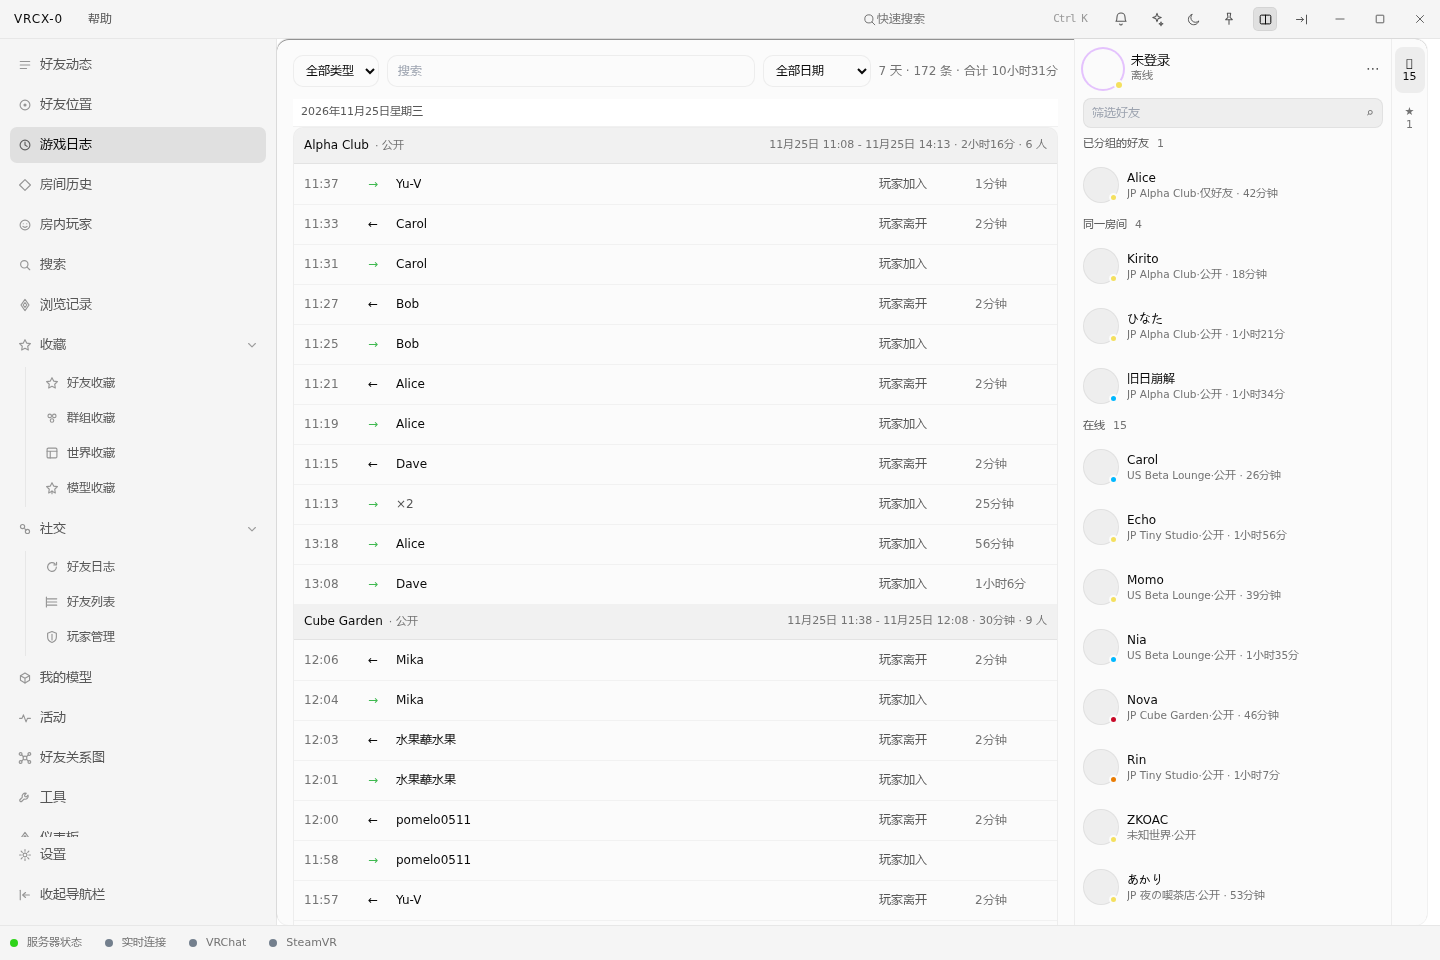 VRCX-0 帮助 快速搜索 Ctrl K
好友动态
好友位置
游戏日志
房间历史
房内玩家
搜索
浏览记录
收藏
好友收藏
群组收藏
世界收藏
模型收藏
社交
好友日志
好友列表
玩家管理
我的模型
活动
好友关系图
工具
仪表板
设置
收起导航栏
全部类型 搜索 全部日期 7 天 · 172 条 · 合计 10小时31分
2026年11月25日星期三
Alpha Club · 公开 11月25日 11:08 - 11月25日 14:13 · 2小时16分 · 6 人
11:37 → Yu-V 玩家加入 1分钟
11:33 ← Carol 玩家离开 2分钟
11:31 → Carol 玩家加入
11:27 ← Bob 玩家离开 2分钟
11:25 → Bob 玩家加入
11:21 ← Alice 玩家离开 2分钟
11:19 → Alice 玩家加入
11:15 ← Dave 玩家离开 2分钟
11:13 → ×2 玩家加入 25分钟
13:18 → Alice 玩家加入 56分钟
13:08 → Dave 玩家加入 1小时6分
Cube Garden · 公开 11月25日 11:38 - 11月25日 12:08 · 30分钟 · 9 人
12:06 ← Mika 玩家离开 2分钟
12:04 → Mika 玩家加入
12:03 ← 水果蘤水果 玩家离开 2分钟
12:01 → 水果蘤水果 玩家加入
12:00 ← pomelo0511 玩家离开 2分钟
11:58 → pomelo0511 玩家加入
11:57 ← Yu-V 玩家离开 2分钟
未登录
离线
筛选好友
已分组的好友 1
Alice
JP Alpha Club·仅好友 · 42分钟
同一房间 4
Kirito
JP Alpha Club·公开 · 18分钟
ひなた
JP Alpha Club·公开 · 1小时21分
旧日崩解
JP Alpha Club·公开 · 1小时34分
在线 15
Carol
US Beta Lounge·公开 · 26分钟
Echo
JP Tiny Studio·公开 · 1小时56分
Momo
US Beta Lounge·公开 · 39分钟
Nia
US Beta Lounge·公开 · 1小时35分
Nova
JP Cube Garden·公开 · 46分钟
Rin
JP Tiny Studio·公开 · 1小时7分
ZKOAC
未知世界·公开
あかり
JP 夜の喫茶店·公开 · 53分钟
15
★
1
服务器状态 实时连接 VRChat SteamVR